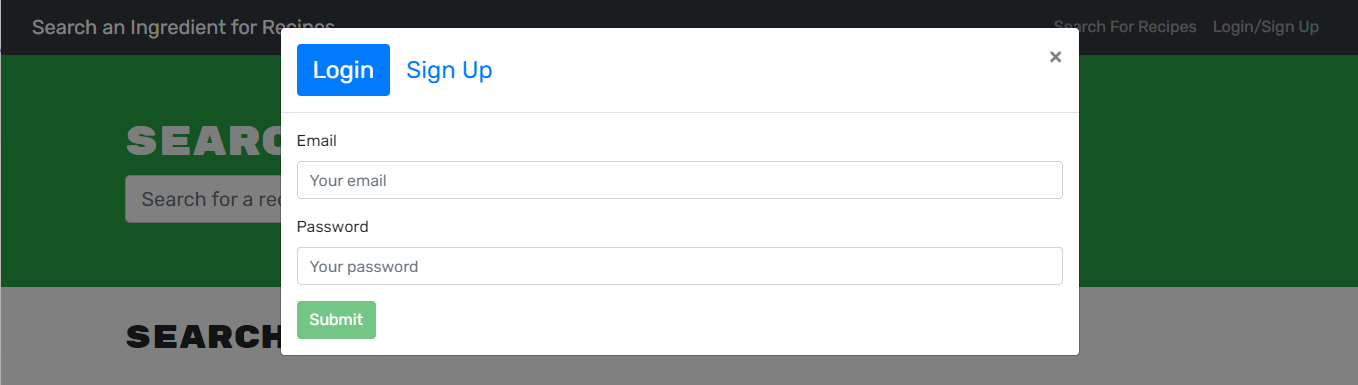 Search an Ingredient for Recipes
Search For Recipes Login/Sign Up
Login Sign Up ×
SEARC
Email
Your email
Search for a rec
Password
Your password
Submit
SEARCH